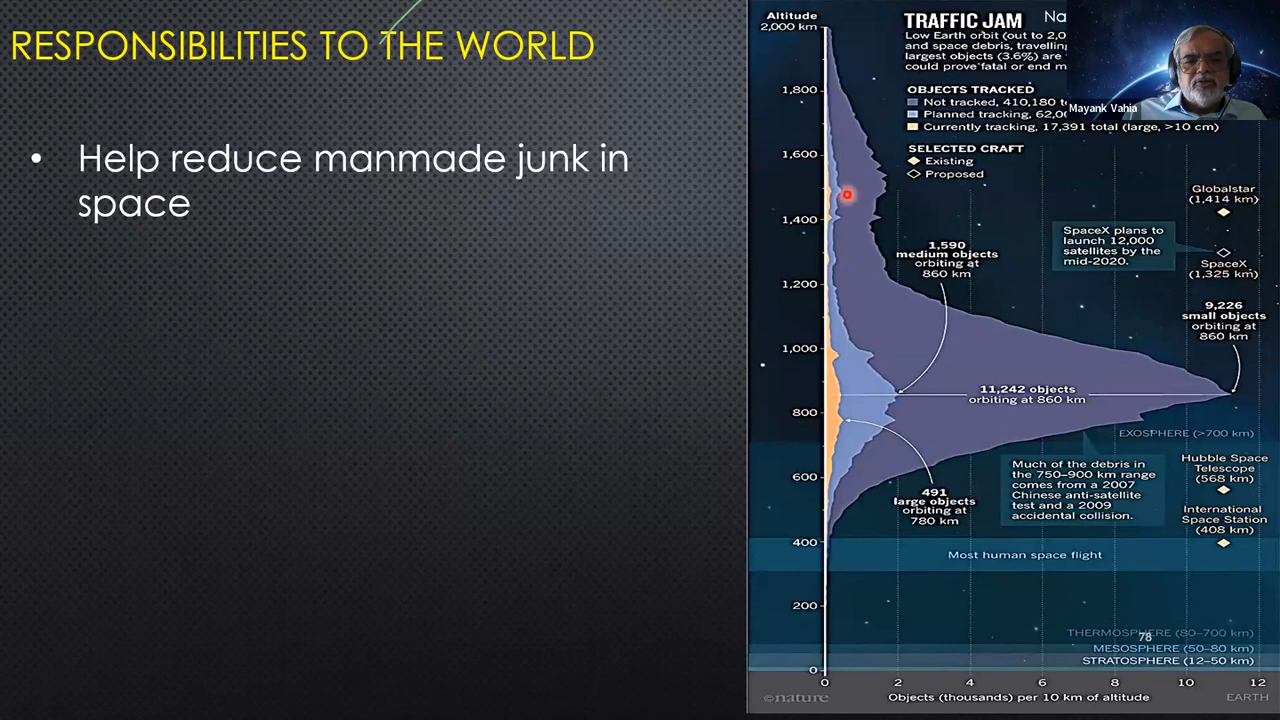 RESPONSIBILITIES TO THE WORLD
• Help reduce manmade junk in
space
Altitude
2,000 km
1,800
1,600
1,400
1,200
1,000
800
600
400
200
0
TRAFFIC JAM
Low Earth orbit (out to 2,0
and space debris, travelling
largest objects (3.6%) are
could prove fatal or end m
OBJECTS TRACKED
Not tracked, 410,180
Planned tracking, 62,0
Currently tracking, 17,391 total (large, >10 cm)
SELECTED CRAFT
Existing
Proposed
Mayank Vahia
Globalstar
(1,414 km)
SpaceX plans to
launch 12,000
satellites by the
mid-2020.
SpaceX
(1,325 km)
1,590
medium objects
orbiting at
860 km
9,226
small objects
orbiting at
860 km
11,242 objects
orbiting at 860 km
EXOSPHERE (>700 km)
Much of the debris in
the 750–900 km range
comes from a 2007
Chinese anti-satellite
test and a 2009
accidental collision.
Hubble Space
Telescope
(568 km)
491
large objects
orbiting at
780 km
International
Space Station
(408 km)
Most human space flight
THERMOSPHERE (80–700 km)
78
MESOSPHERE (50–80 km)
STRATOSPHERE (12–50 km)
0 2 4 6 8 10 12
©nature
Objects (thousands) per 10 km of altitude
EARTH